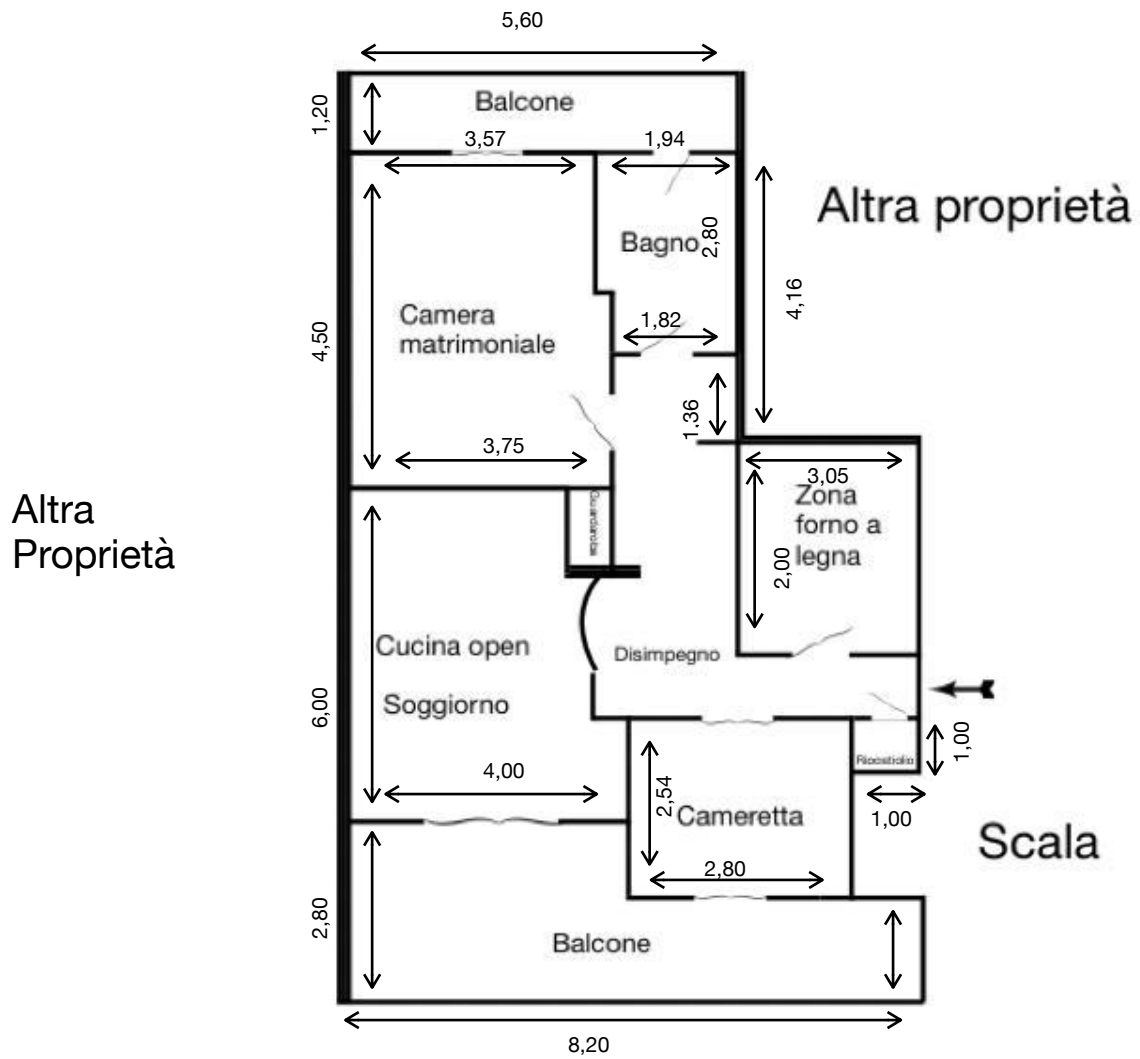 5,60
1,20
Balcone
3,57
1,94
Altra proprietà
Bagno
2,80
4,16
Camera
matrimoniale
4,50
1,82
1.36
3,75
3,05
Altra
Proprietà
Guardaroba
Zona
forno a
legna
2,00
Cucina open
Disimpegno
Soggiorno
6,00
4,00
2,54
Ripostiglio
1,00
1,00
Cameretta
Scala
2,80
2,80
Balcone
8,20